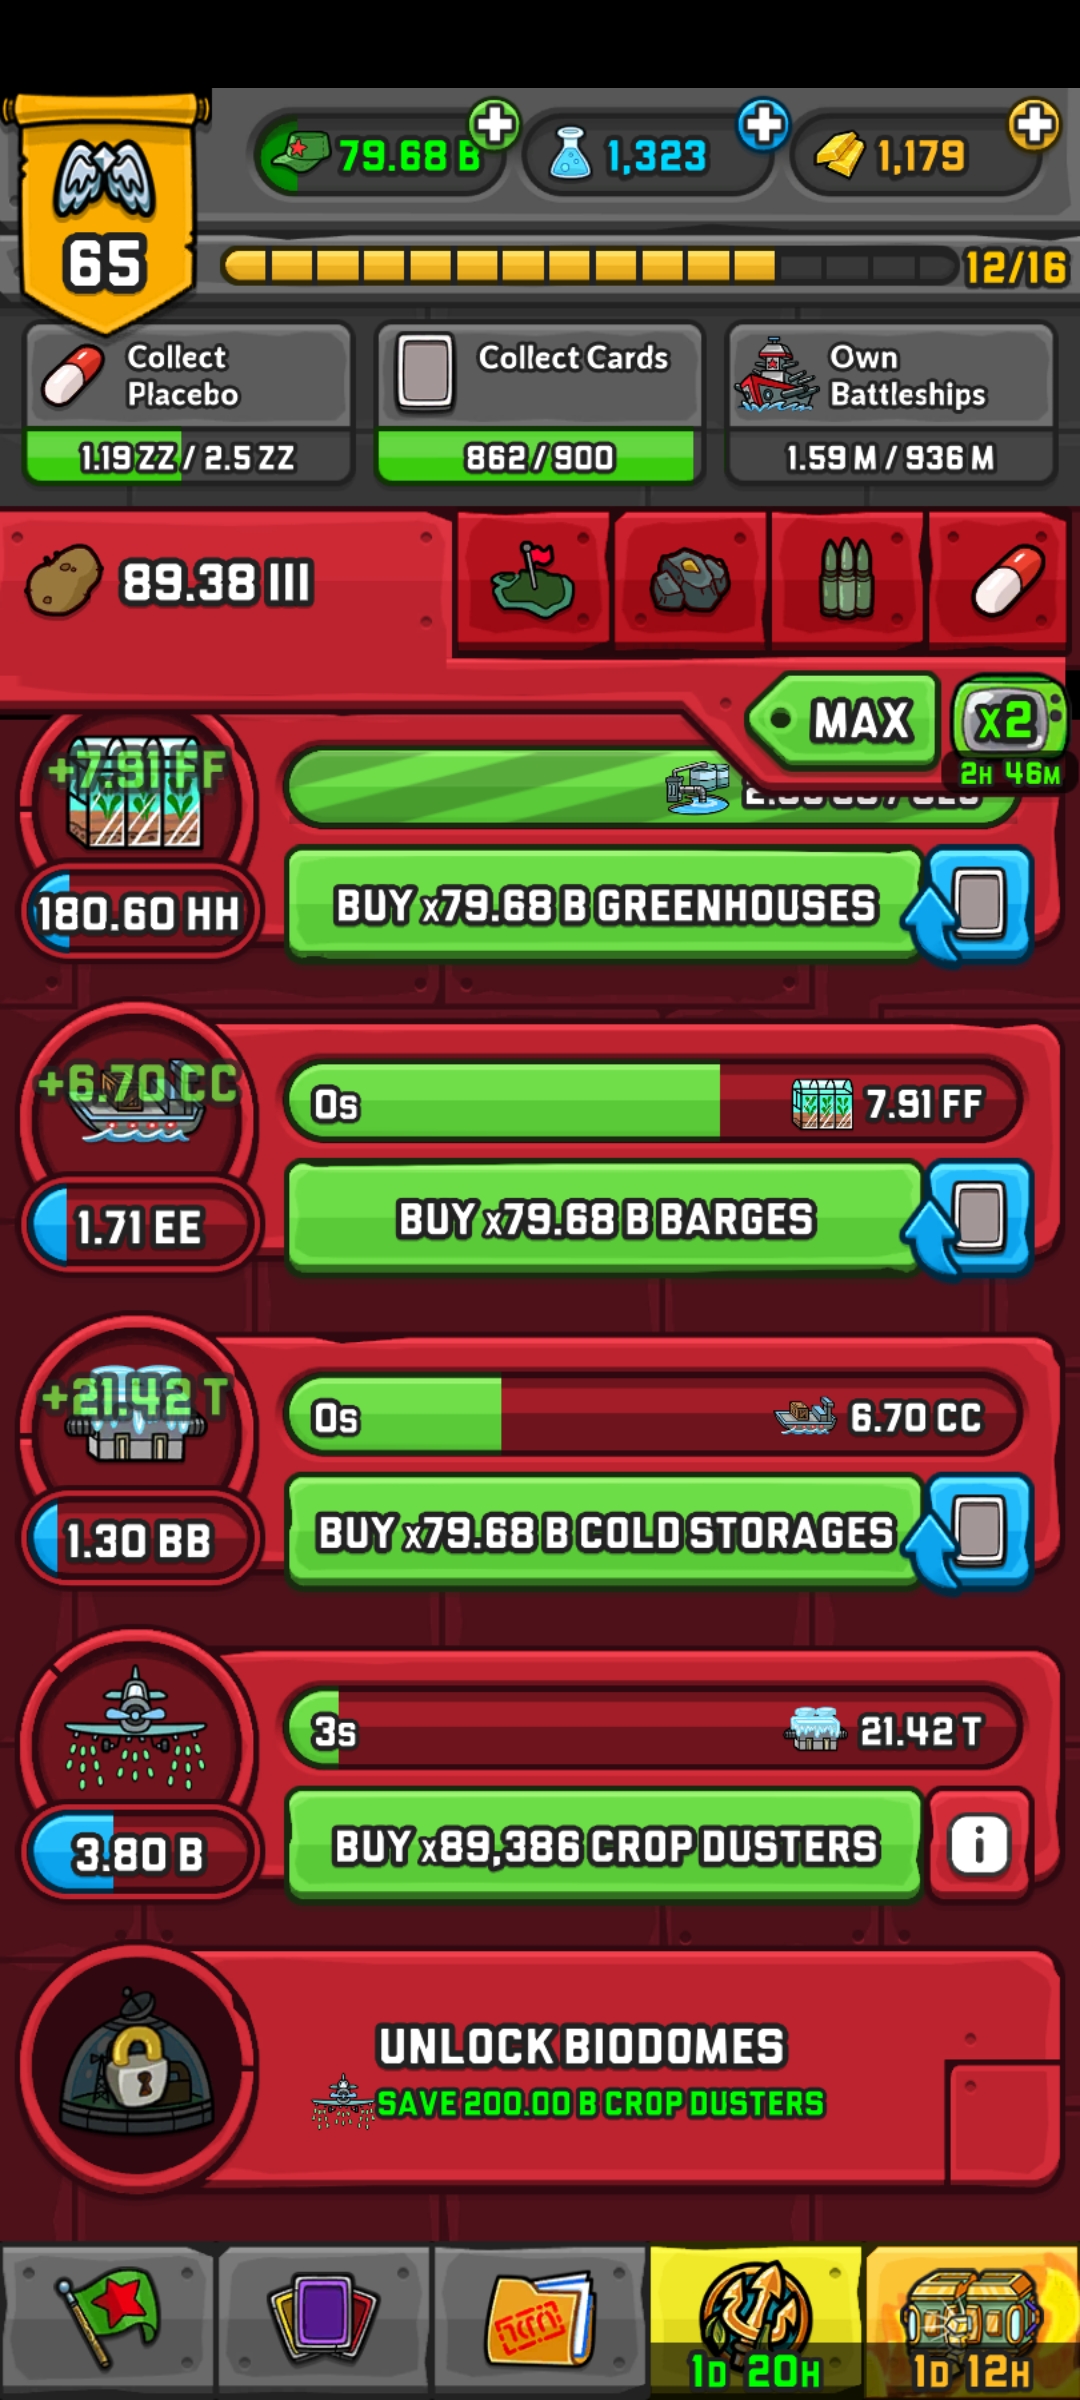 79.68 B
1,323
1,179
65
12/16
Collect
Placebo
1.19 ZZ / 2.5 ZZ
Collect Cards
862/900
Own
Battleships
1.59 M / 936 M
89.38 III
MAX
x2
2H 46M
+7.91 FF
180.60 HH
BUY x79.68 B GREENHOUSES
+6.70 CC
0s
7.91 FF
1.71 EE
BUY x79.68 B BARGES
+21.42 T
0s
6.70 CC
1.30 BB
BUY x79.68 B COLD STORAGES
3s
21.42 T
3.80 B
BUY x89,386 CROP DUSTERS
i
UNLOCK BIODOMES
SAVE 200.00 B CROP DUSTERS
1D 20H
1D 12H